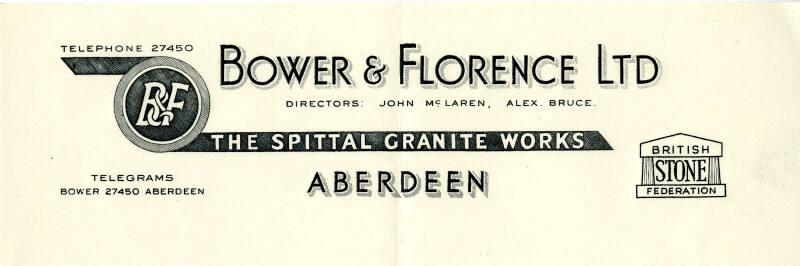 TELEPHONE 27450
BOWER & FLORENCE LTD
DIRECTORS: JOHN McLAREN, ALEX. BRUCE.
B&F
THE SPITTAL GRANITE WORKS
TELEGRAMS
BOWER 27450 ABERDEEN
ABERDEEN
BRITISH
STONE
FEDERATION